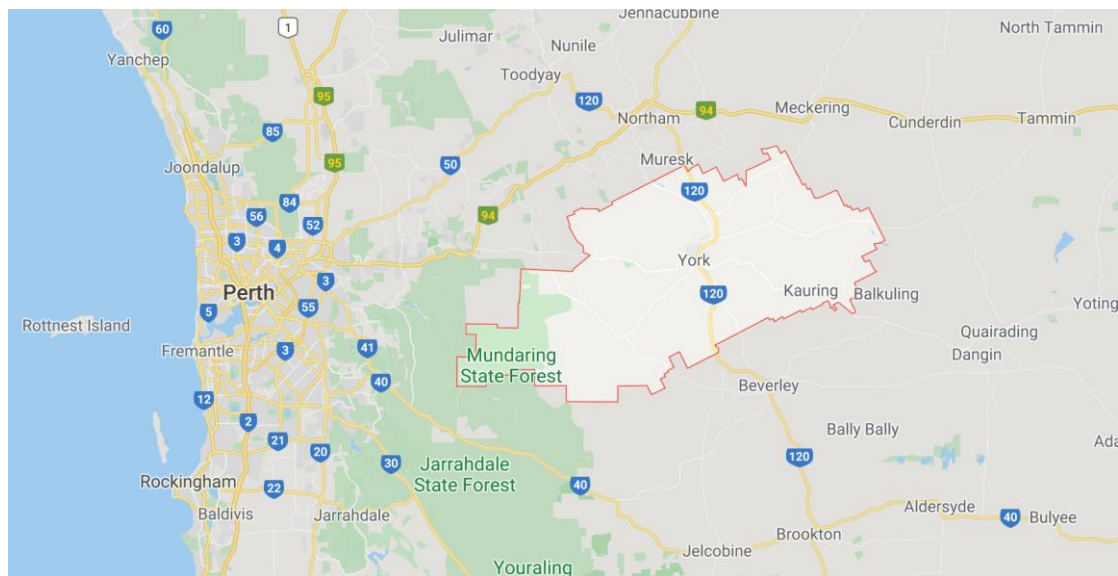 Jennacubbine
North Tammin
60
1
Julimar
Nunile
Yanchep
Toodyay
95
120
Meckering
94
Northam
Cunderdin
Tammin
85
Joondalup
95
50
Muresk
120
84
56
52
94
3
4
York
3
Perth
120
Kauring
Balkuling
Yoting
5
55
Rottnest Island
Quairading
Fremantle
3
41
Mundaring
State Forest
Dangin
40
Beverley
12
2
Bally Bally
21
20
120
Ada
30
Jarrahdale
State Forest
Rockingham
22
40
Baldivis
Jarrahdale
Aldersyde
40
Bulyee
Brookton
Jelcobine
Youraling